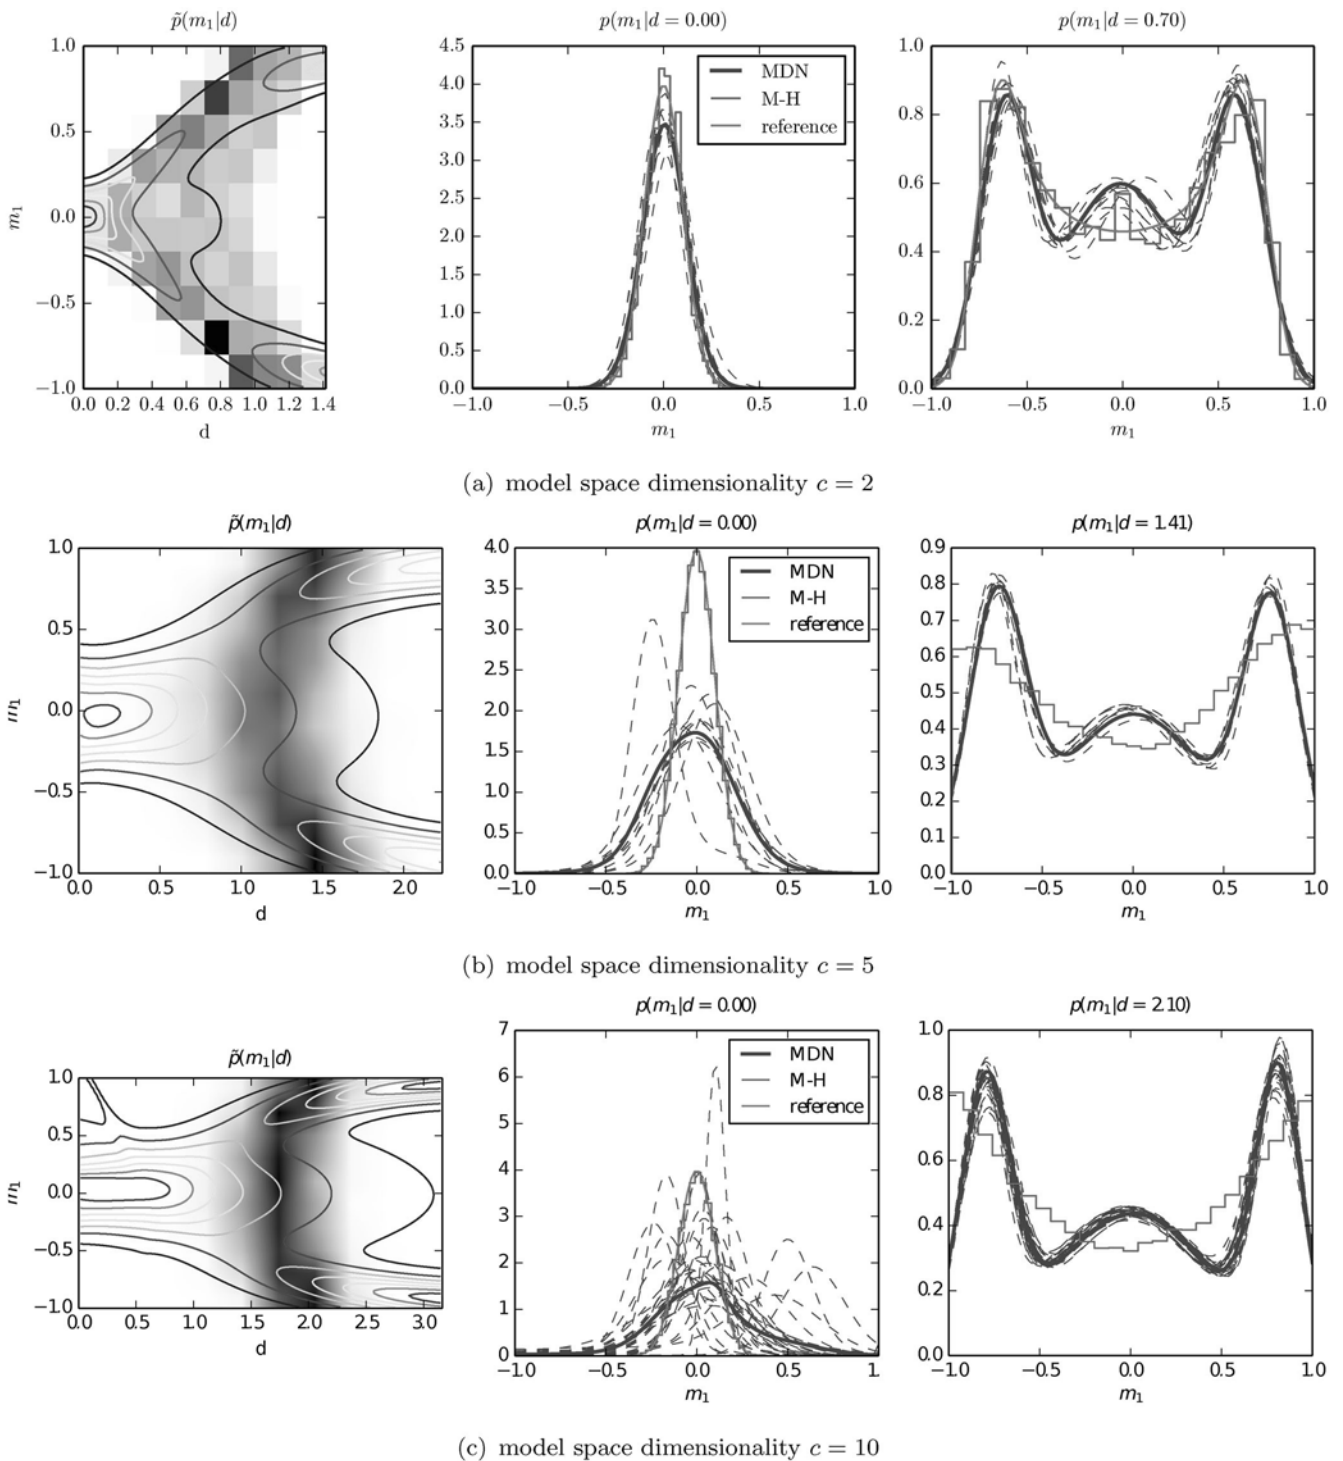 p̃(m₁|d)
p(m₁|d = 0.00)
p(m₁|d = 0.70)
1.0
0.5
0.0
−0.5
−1.0
m₁
0.0 0.2 0.4 0.6 0.8 1.0 1.2 1.4
d
4.5
4.0
3.5
3.0
2.5
2.0
1.5
1.0
0.5
0.0
MDN
M-H
reference
−1.0 −0.5 0.0 0.5 1.0
m₁
1.0
0.8
0.6
0.4
0.2
0.0
−1.0 −0.5 0.0 0.5 1.0
m₁
(a) model space dimensionality c = 2
p̃(m₁|d)
p(m₁|d = 0.00)
p(m₁|d = 1.41)
1.0
0.5
0.0
−0.5
−1.0
m₁
0.0 0.5 1.0 1.5 2.0
d
4.0
3.5
3.0
2.5
2.0
1.5
1.0
0.5
0.0
MDN
M-H
reference
−1.0 −0.5 0.0 0.5 1.0
m₁
0.9
0.8
0.7
0.6
0.5
0.4
0.3
0.2
0.1
0.0
−1.0 −0.5 0.0 0.5 1.0
m₁
(b) model space dimensionality c = 5
p̃(m₁|d)
p(m₁|d = 0.00)
p(m₁|d = 2.10)
1.0
0.5
0.0
−0.5
−1.0
m₁
0.0 0.5 1.0 1.5 2.0 2.5 3.0
d
7
6
5
4
3
2
1
0
MDN
M-H
reference
−1.0 −0.5 0.0 0.5 1.
m₁
1.0
0.8
0.6
0.4
0.2
0.0
−1.0 −0.5 0.0 0.5 1.0
m₁
(c) model space dimensionality c = 10